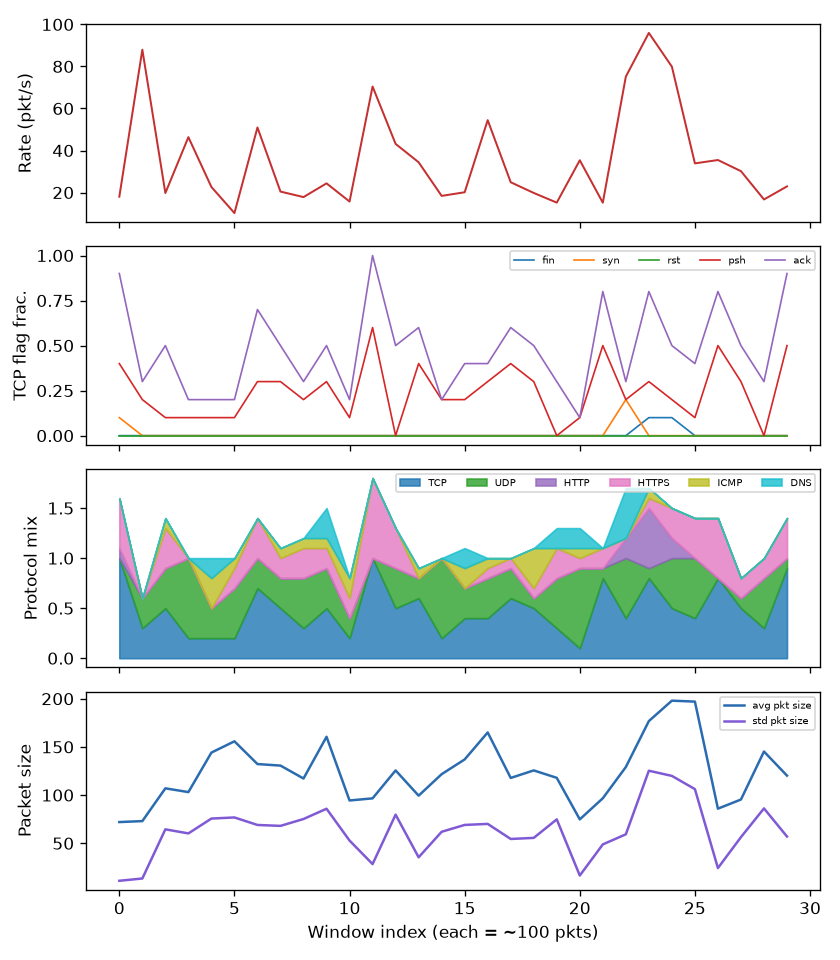 100
80
60
40
20
Rate (pkt/s)
fin syn rst psh ack
1.00
0.75
0.50
0.25
0.00
TCP flag frac.
TCP UDP HTTP HTTPS ICMP DNS
1.5
1.0
0.5
0.0
Protocol mix
avg pkt size
std pkt size
200
150
100
50
Packet size
0 5 10 15 20 25 30
Window index (each = ~100 pkts)